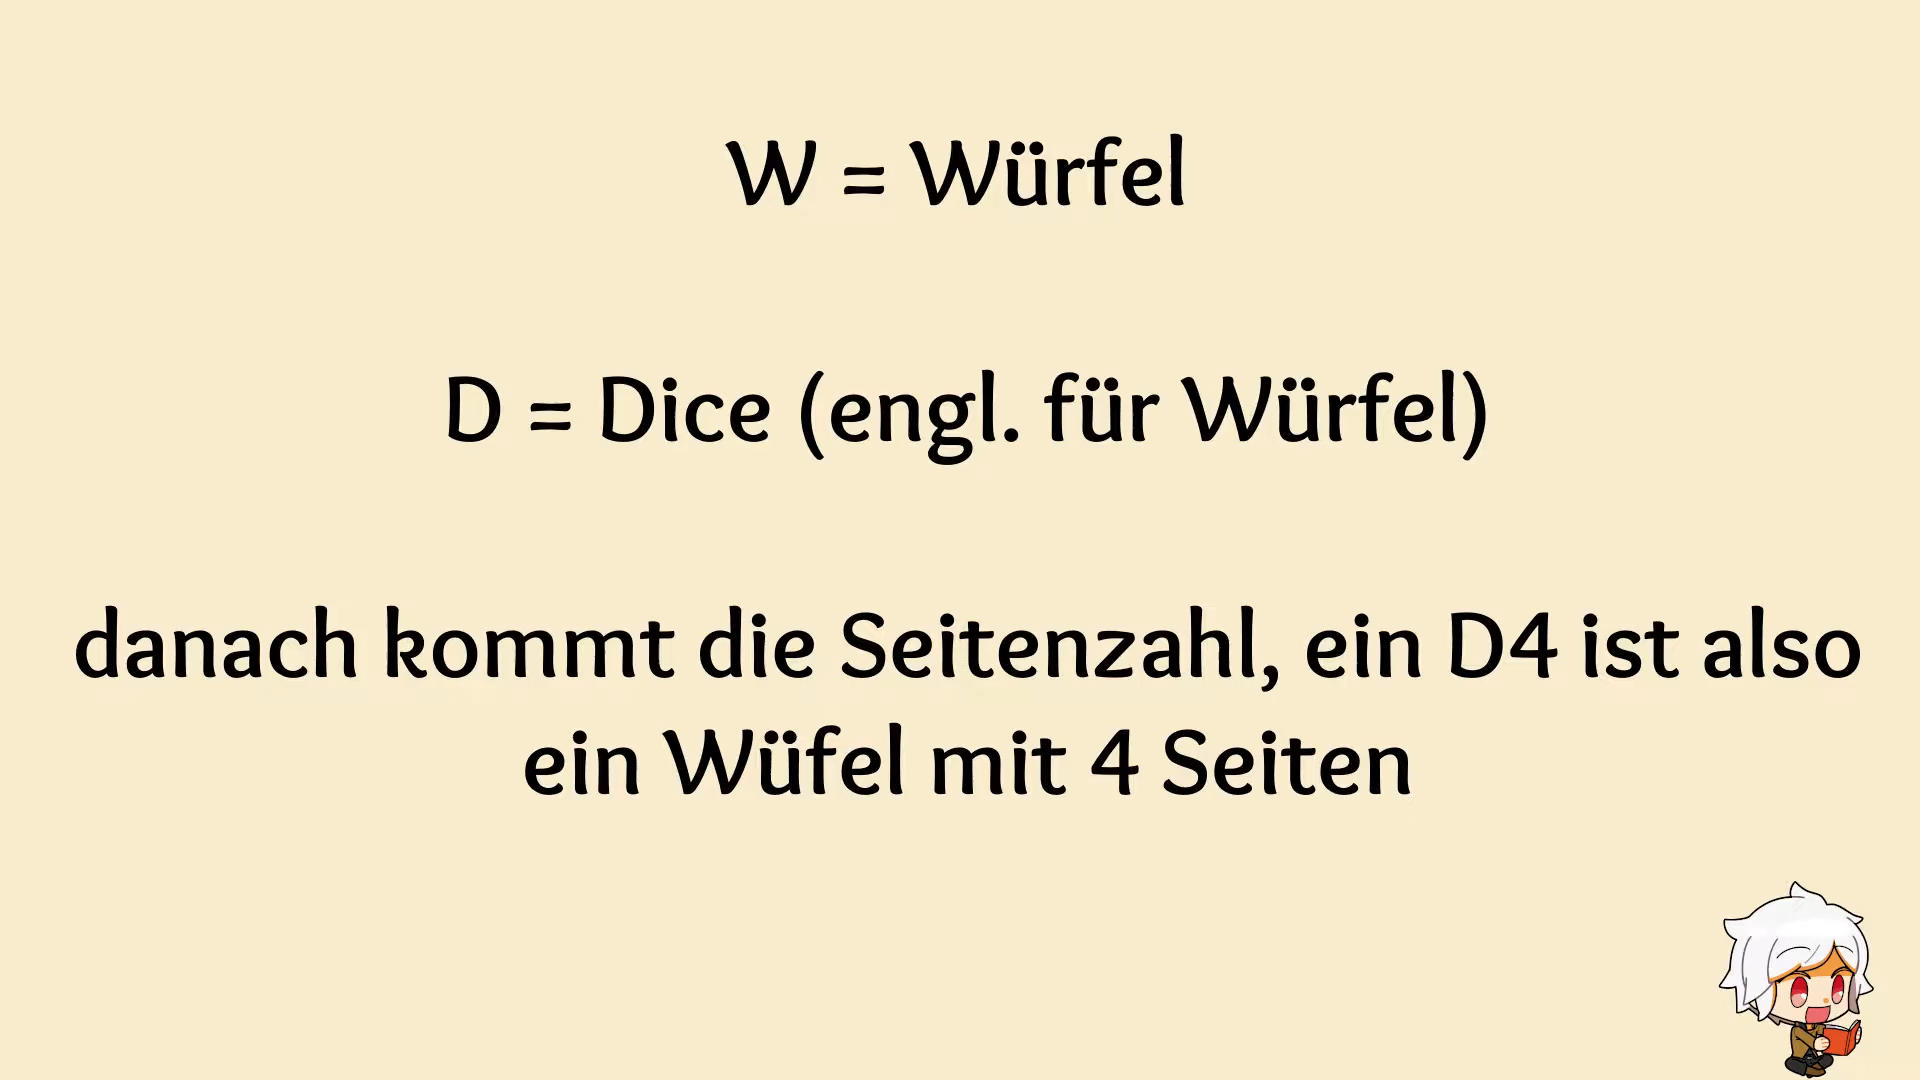 W = Würfel
D = Dice (engl. für Würfel)
danach kommt die Seitenzahl, ein D4 ist also
ein Wüfel mit 4 Seiten